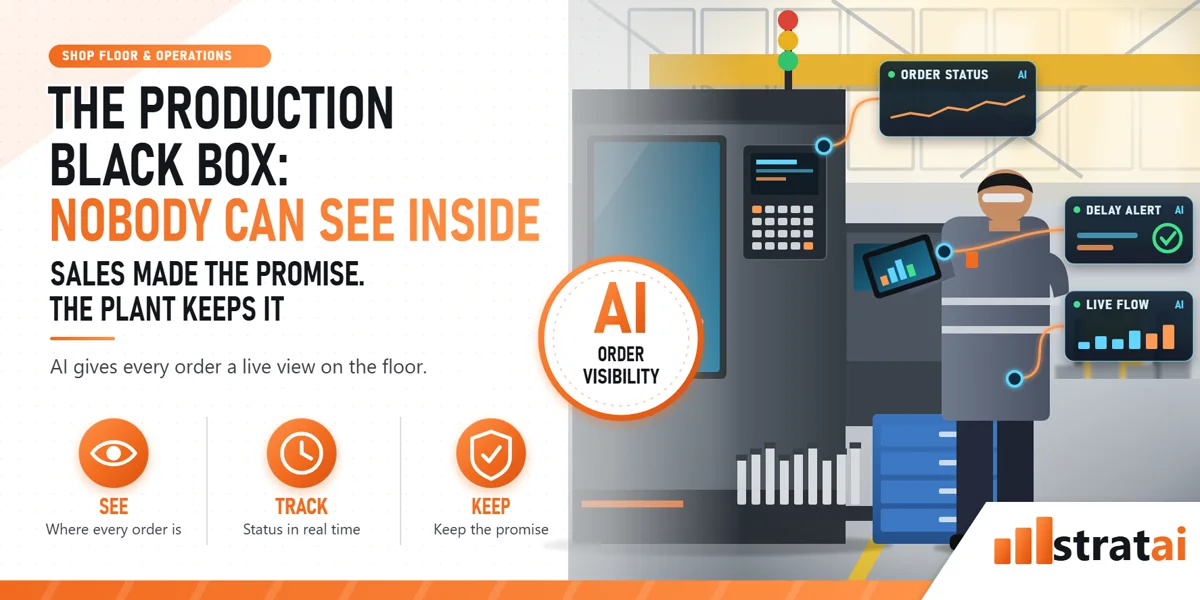 SHOP FLOOR & OPERATIONS
THE PRODUCTION
BLACK BOX:
NOBODY CAN SEE INSIDE
SALES MADE THE PROMISE.
THE PLANT KEEPS IT
AI gives every order a live view on the floor.
SEE
Where every order is
TRACK
Status in real time
KEEP
Keep the promise
AI
ORDER
VISIBILITY
ORDER STATUS AI
DELAY ALERT AI
LIVE FLOW AI
stratai